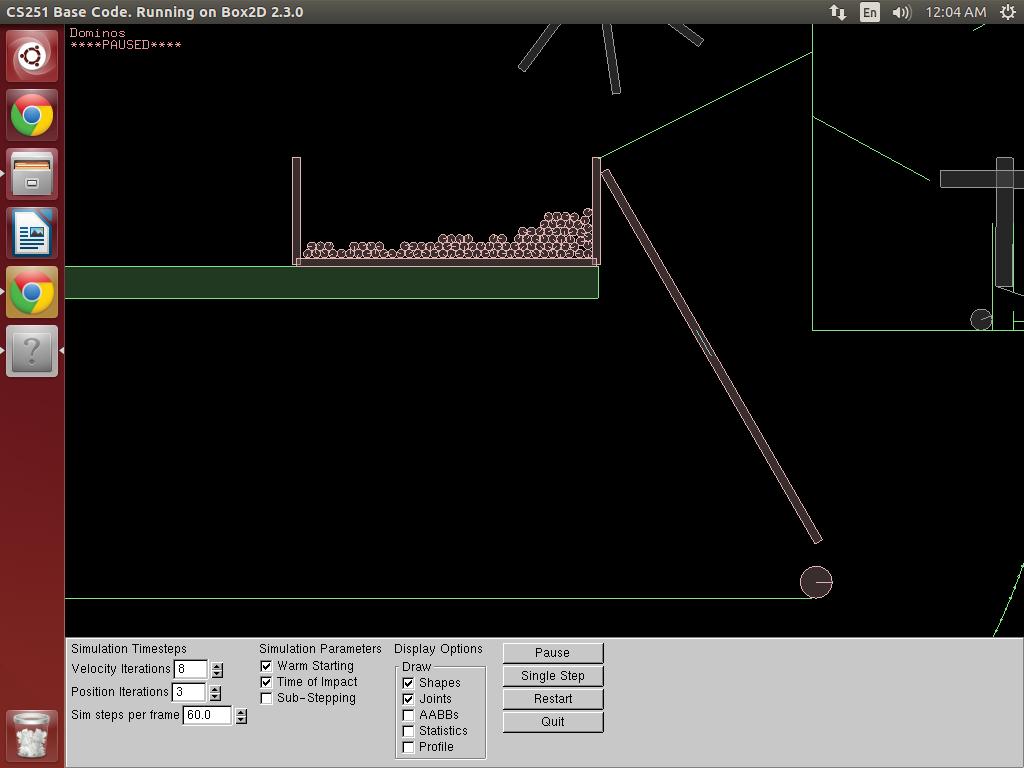 CS251 Base Code. Running on Box2D 2.3.0
En
12:04 AM
Dominos
****PAUSED****
?
Simulation Timesteps
Velocity Iterations 8
Position Iterations 3
Sim steps per frame 60.0
Simulation Parameters
Warm Starting
Time of Impact
Sub-Stepping
Display Options
Draw
Shapes
Joints
AABBs
Statistics
Profile
Pause
Single Step
Restart
Quit